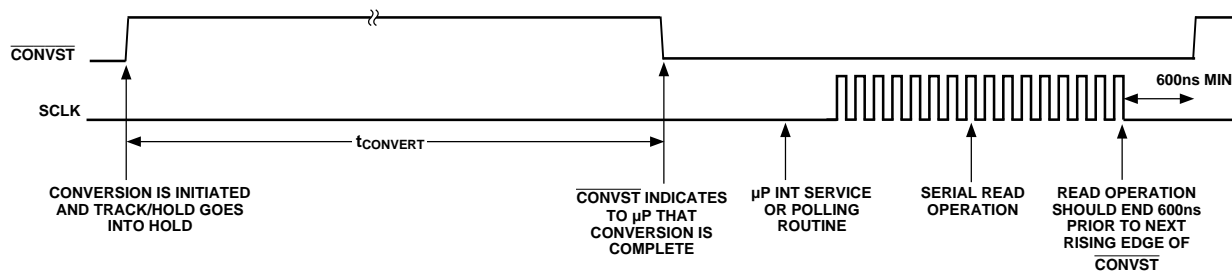 CONVST
SCLK
600ns MIN
tCONVERT
CONVERSION IS INITIATED
AND TRACK/HOLD GOES
INTO HOLD
CONVST INDICATES
TO µP THAT
CONVERSION IS
COMPLETE
µP INT SERVICE
OR POLLING
ROUTINE
SERIAL READ
OPERATION
READ OPERATION
SHOULD END 600ns
PRIOR TO NEXT
RISING EDGE OF
CONVST